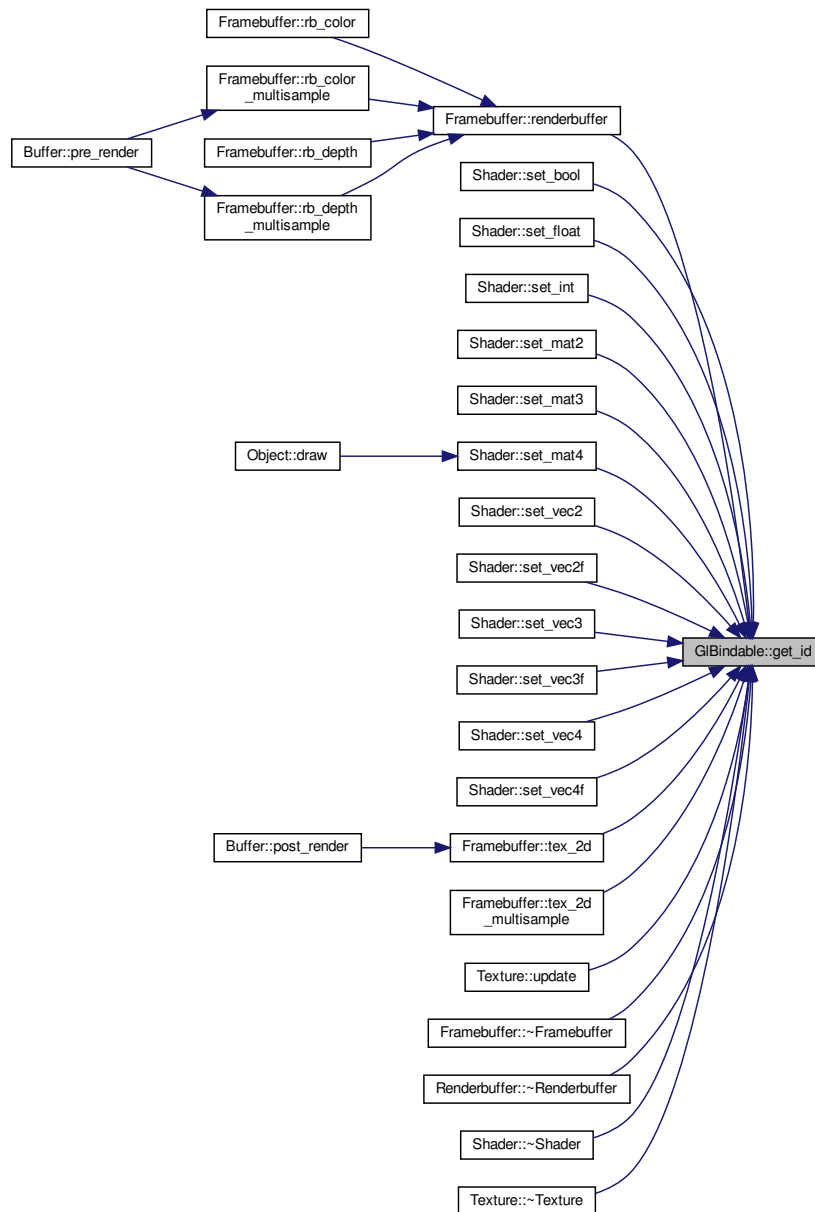 Framebuffer::rb_color
Framebuffer::rb_color
_multisample
Framebuffer::renderbuffer
Buffer::pre_render
Framebuffer::rb_depth
Shader::set_bool
Framebuffer::rb_depth
_multisample
Shader::set_float
Shader::set_int
Shader::set_mat2
Shader::set_mat3
Object::draw
Shader::set_mat4
Shader::set_vec2
Shader::set_vec2f
Shader::set_vec3
GlBindable::get_id
Shader::set_vec3f
Shader::set_vec4
Shader::set_vec4f
Buffer::post_render
Framebuffer::tex_2d
Framebuffer::tex_2d
_multisample
Texture::update
Framebuffer::~Framebuffer
Renderbuffer::~Renderbuffer
Shader::~Shader
Texture::~Texture